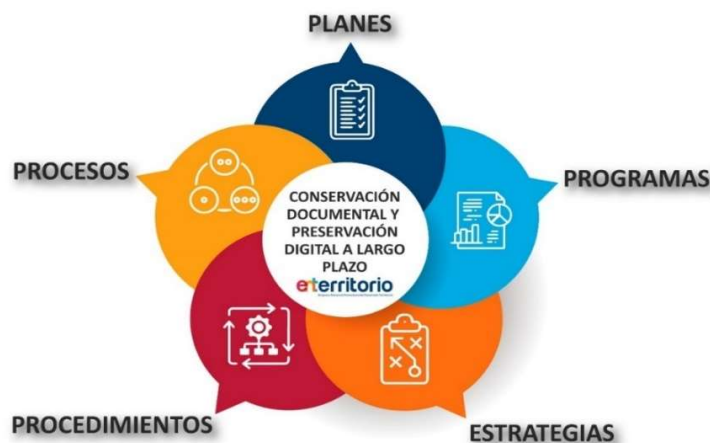 PLANES
PROCESOS
PROGRAMAS
CONSERVACIÓN
DOCUMENTAL Y
PRESERVACIÓN
DIGITAL A LARGO
PLAZO
enterritorio
PROCEDIMIENTOS
ESTRATEGIAS